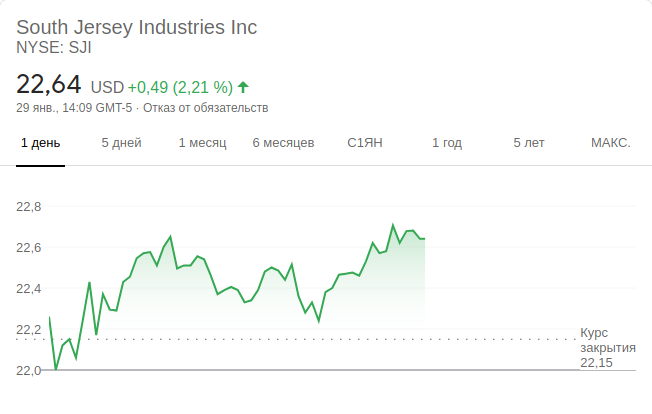 South Jersey Industries Inc
NYSE: SJI
22,64 USD +0,49 (2,21 %)
29 янв., 14:09 GMT-5 · Отказ от обязательств
1 день 5 дней 1 месяц 6 месяцев С1ЯН 1 год 5 лет МАКС.
22,8
22,6
22,4
22,2
Курс
закрытия
22,15
22,0